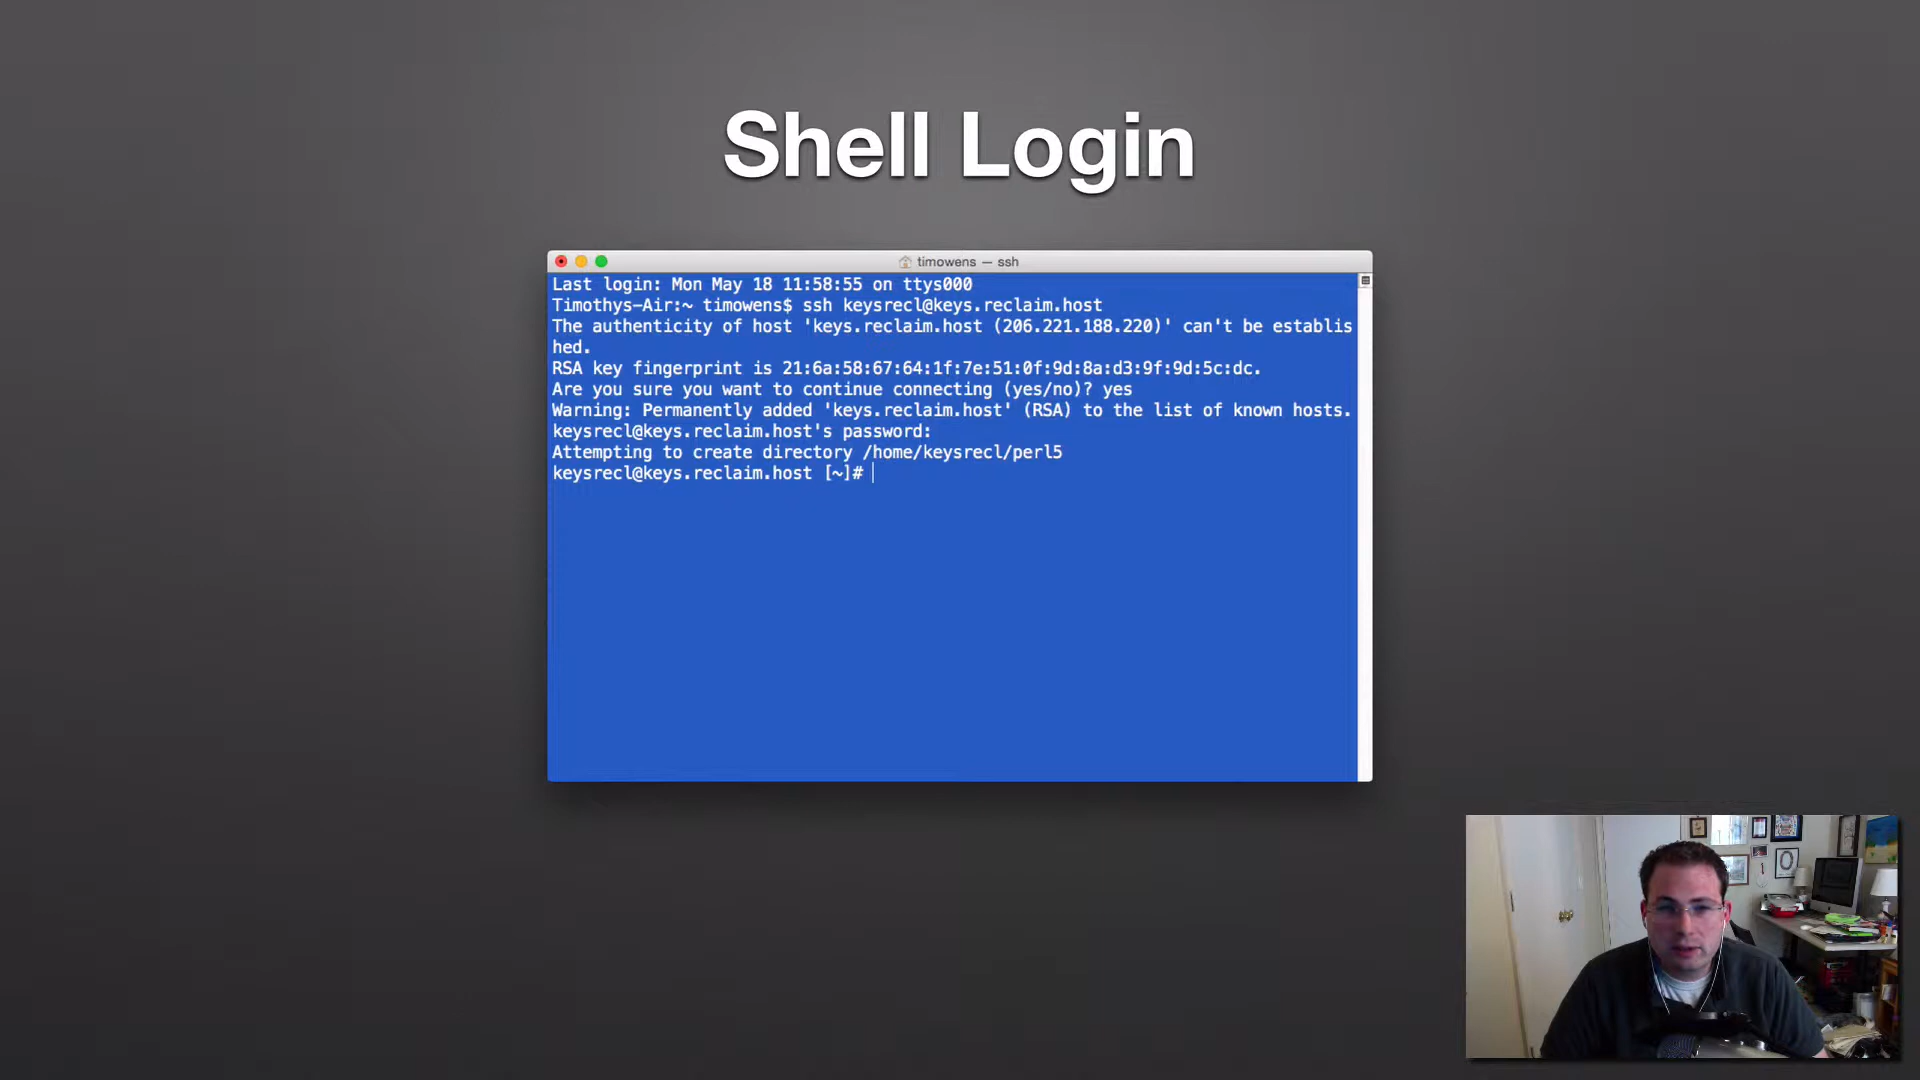 Shell Login
timowens — ssh
Last login: Mon May 18 11:58:55 on ttys000
Timothys-Air:~ timowens$ ssh keysrecl@keys.reclaim.host
The authenticity of host 'keys.reclaim.host (206.221.188.220)' can't be establis
hed.
RSA key fingerprint is 21:6a:58:67:64:1f:7e:51:0f:9d:8a:d3:9f:9d:5c:dc.
Are you sure you want to continue connecting (yes/no)? yes
Warning: Permanently added 'keys.reclaim.host' (RSA) to the list of known hosts.
keysrecl@keys.reclaim.host's password:
Attempting to create directory /home/keysrecl/perl5
keysrecl@keys.reclaim.host [~]#